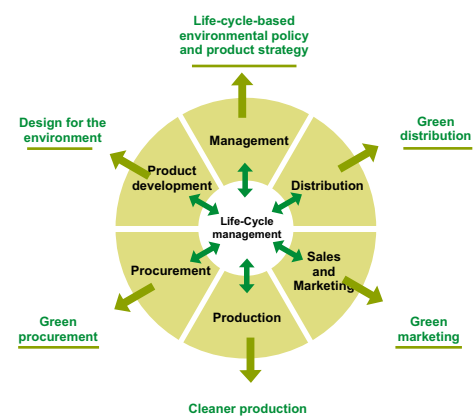 Life-cycle-based
environmental policy
and product strategy
Design for the
environment
Green
distribution
Management
Product
development
Distribution
Life-Cycle
management
Procurement
Sales
and
Marketing
Production
Green
procurement
Green
marketing
Cleaner production